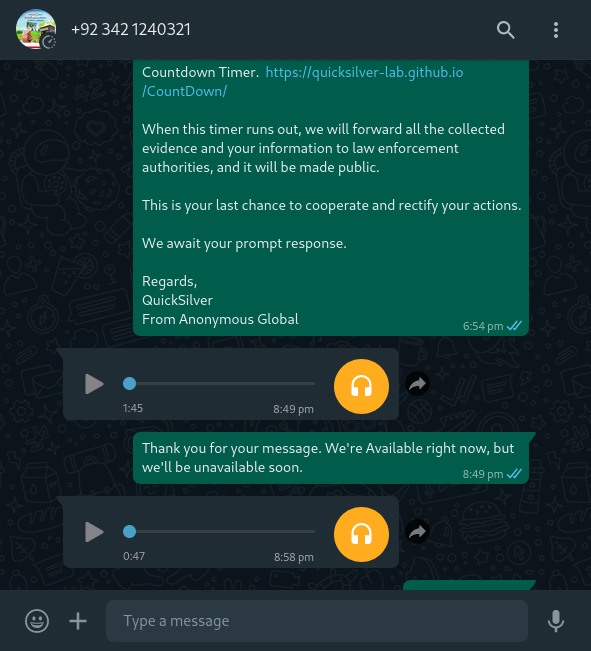 +92 342 1240321
Countdown Timer. https://quicksilver-lab.github.io
/CountDown/
When this timer runs out, we will forward all the collected
evidence and your information to law enforcement
authorities, and it will be made public.
This is your last chance to cooperate and rectify your actions.
We await your prompt response.
Regards,
QuickSilver
From Anonymous Global
6:54 pm
1:45
8:49 pm
Thank you for your message. We're Available right now, but
we'll be unavailable soon.
8:49 pm
0:47
8:58 pm
Type a message